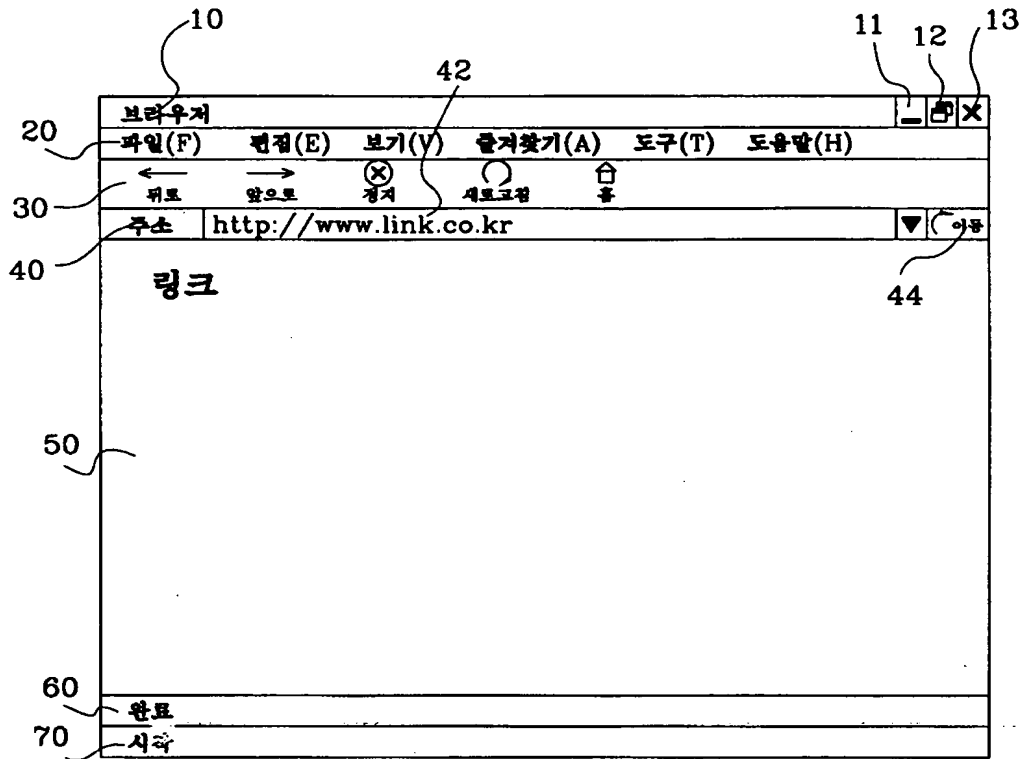 10
11
12
13
42
브라우저
20
파일(F) 편집(E) 보기(V) 즐겨찾기(A) 도구(T) 도움말(H)
30
뒤로 앞으로 정지 새로고침 홈
40
주소 http://www.link.co.kr 이동
44
링크
50
60
완료
70
시작